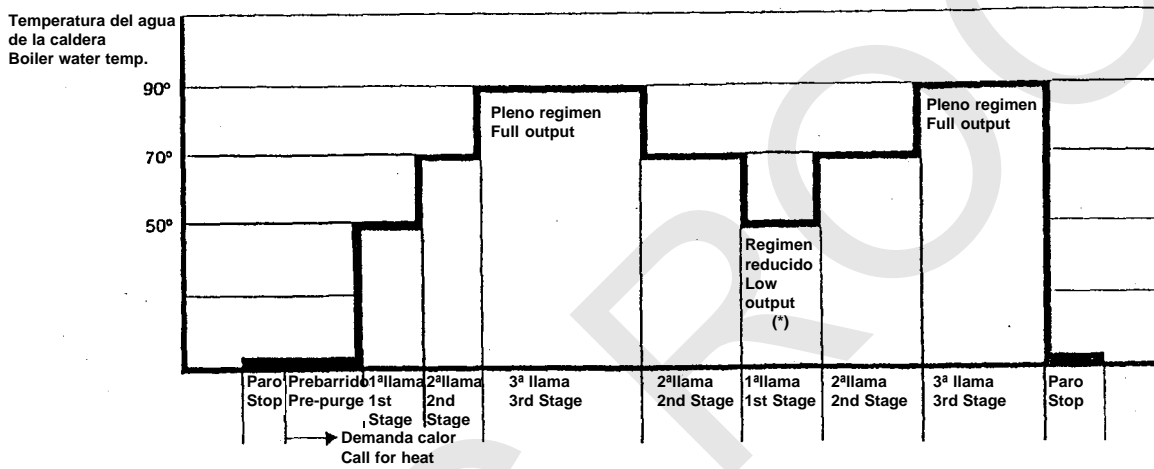 Temperatura del agua
de la caldera
Boiler water temp.
90º
70º
50º
Pleno regimen
Full output
Pleno regimen
Full output
Regimen
reducido
Low
output
(*)
Paro
Stop
Prebarrido
Pre-purge
1ªllama
1st
Stage
2ªllama
2nd
Stage
3ª llama
3rd Stage
2ªllama
2nd Stage
1ªllama
1st Stage
2ªllama
2nd Stage
3ª llama
3rd Stage
Paro
Stop
Demanda calor
Call for heat